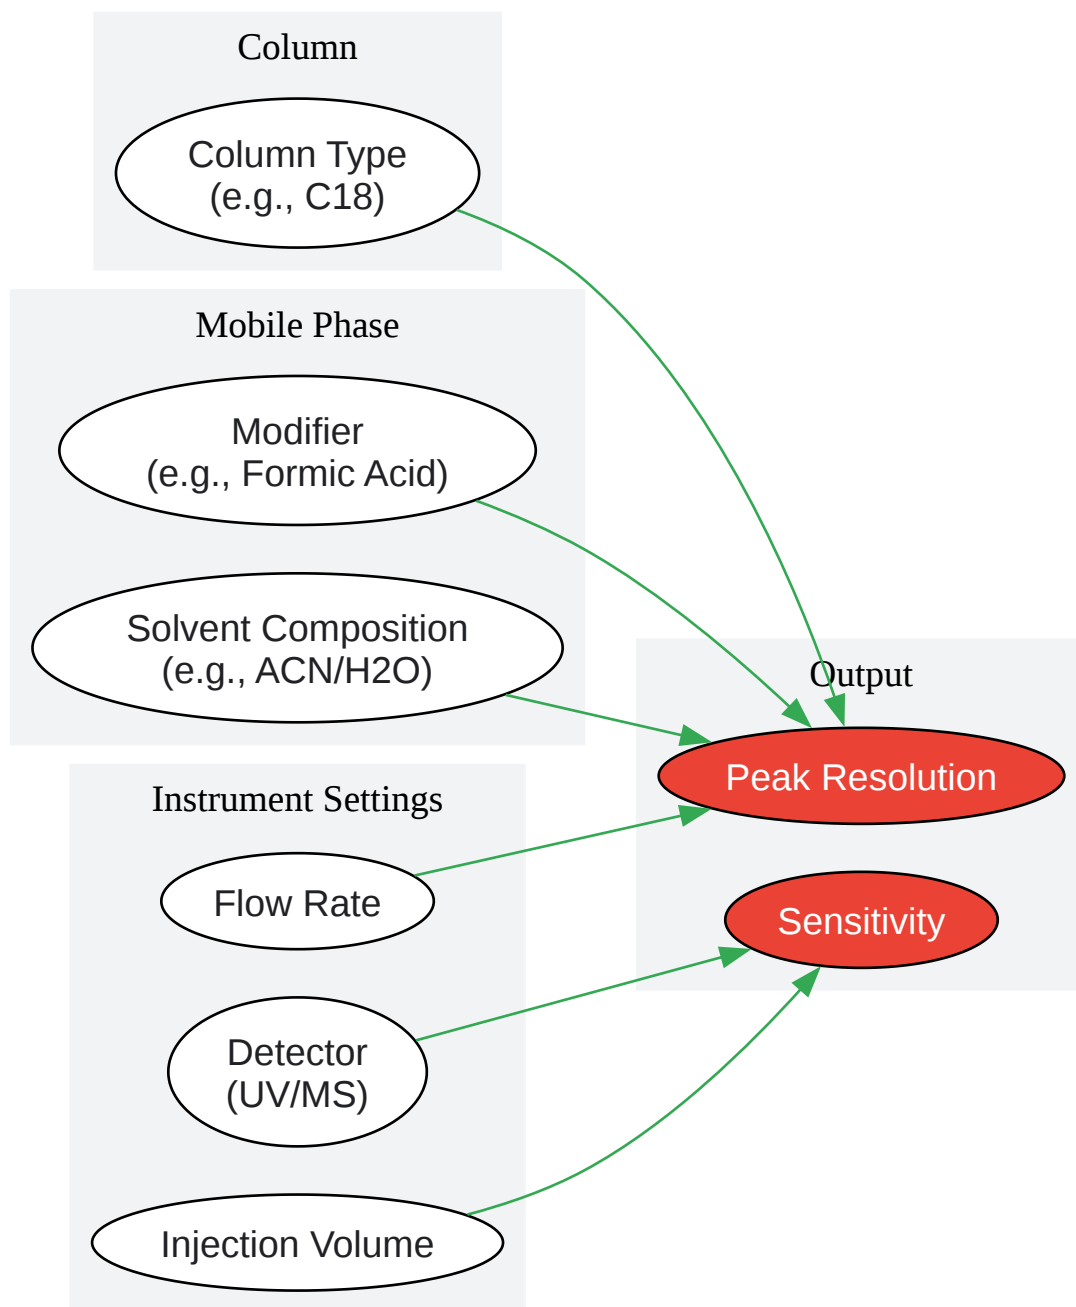 Column
Column Type
(e.g., C18)
Mobile Phase
Modifier
(e.g., Formic Acid)
Solvent Composition
(e.g., ACN/H2O)
Output
Peak Resolution
Sensitivity
Instrument Settings
Flow Rate
Detector
(UV/MS)
Injection Volume